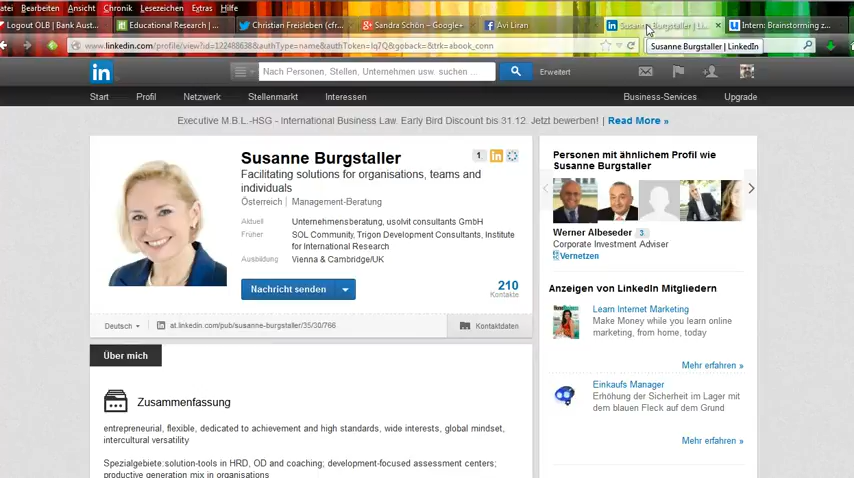 atei Bearbeiten Ansicht Chronik Lesezeichen Extras Hilfe
Logout OLB | Bank Aust...
Educational Research | ...
Christian Freisleben (cfr...
Sandra Schön – Google+
Avi Liran
Susanne Burgstaller | Li...
Intern: Brainstorming z...
www.linkedin.com/profile/view?id=122488638&authType=name&authToken=Iq7Q&goback=&trk=abook_conn
Google
Susanne Burgstaller | LinkedIn
in
Nach Personen, Stellen, Unternehmen usw. suchen ...
Erweitert
Start Profil Netzwerk Stellenmarkt Interessen Business-Services Upgrade
Executive M.B.L.-HSG - International Business Law. Early Bird Discount bis 31.12. Jetzt bewerben! | Read More »
Susanne Burgstaller
1.
in
Facilitating solutions for organisations, teams and
individuals
Österreich | Management-Beratung
Aktuell Unternehmensberatung, usolvit consultants GmbH
Früher SOL Community, Trigon Development Consultants, Institute
for International Research
Ausbildung Vienna & Cambridge/UK
Nachricht senden
210
Kontakte
Deutsch
in at.linkedin.com/pub/susanne-burgstaller/35/30/766
Kontaktdaten
Über mich
Zusammenfassung
entrepreneurial, flexible, dedicated to achievement and high standards, wide interests, global mindset,
intercultural versatility
Spezialgebiete:solution-tools in HRD, OD and coaching; development-focused assessment centers;
productive generation mix in organisations
Personen mit ähnlichem Profil wie
Susanne Burgstaller
Werner Albeseder 3.
Corporate Investment Adviser
Vernetzen
Anzeigen von LinkedIn Mitgliedern
Learn Internet Marketing
Make Money while you learn online
marketing, from home, today
Mehr erfahren »
Einkaufs Manager
Erhöhung der Sicherheit im Lager mit
dem blauen Fleck auf dem Grund
Mehr erfahren »